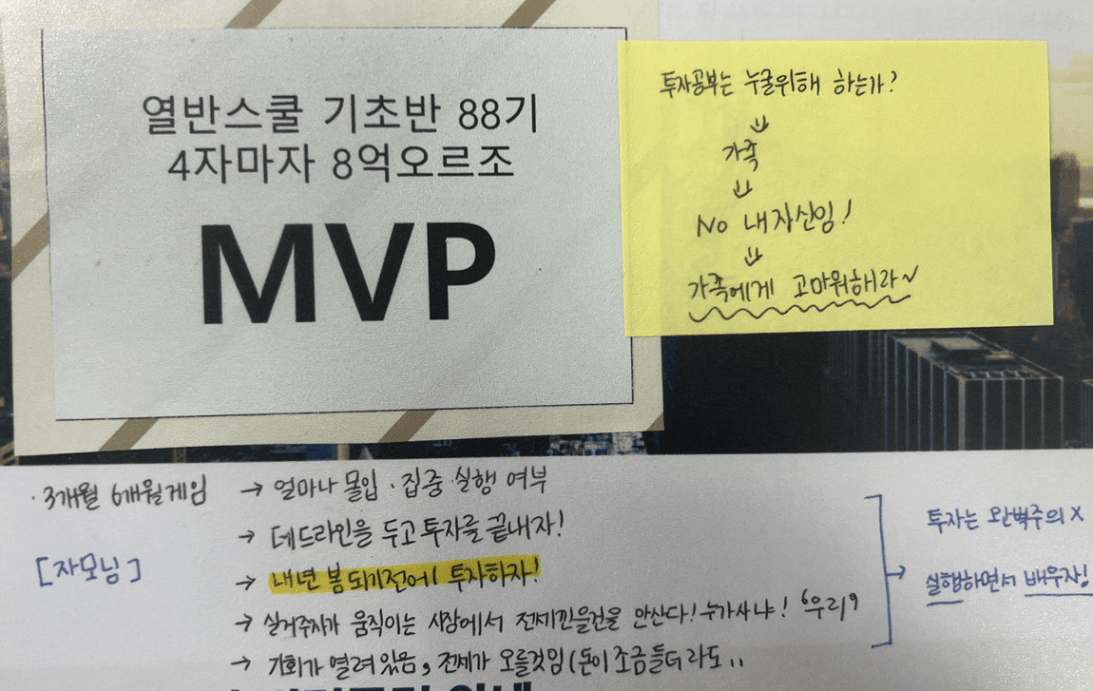 열반스쿨 기초반 88기
4자마자 8억오르조
MVP
투자공부는 누굴위해 하는가?
가족
No 내자신임!
가족에게 고마워해라~
· 3개월 6개월게임 → 얼마나 몰입 · 집중 · 실행 여부
→ 데드라인을 두고 투자를 끝내자!
[자모님]
→ 내년 봄 되기전에 투자하자!
→ 실거주자가 움직이는 시장에서 전세낀물건을 안산다! 누가사냐! '우리'
→ 기회가 열려있음, 전세가 오를것임 (돈이 조금 들더라도..
투자는 완벽주의 X
→ 실행하면서 배우자!